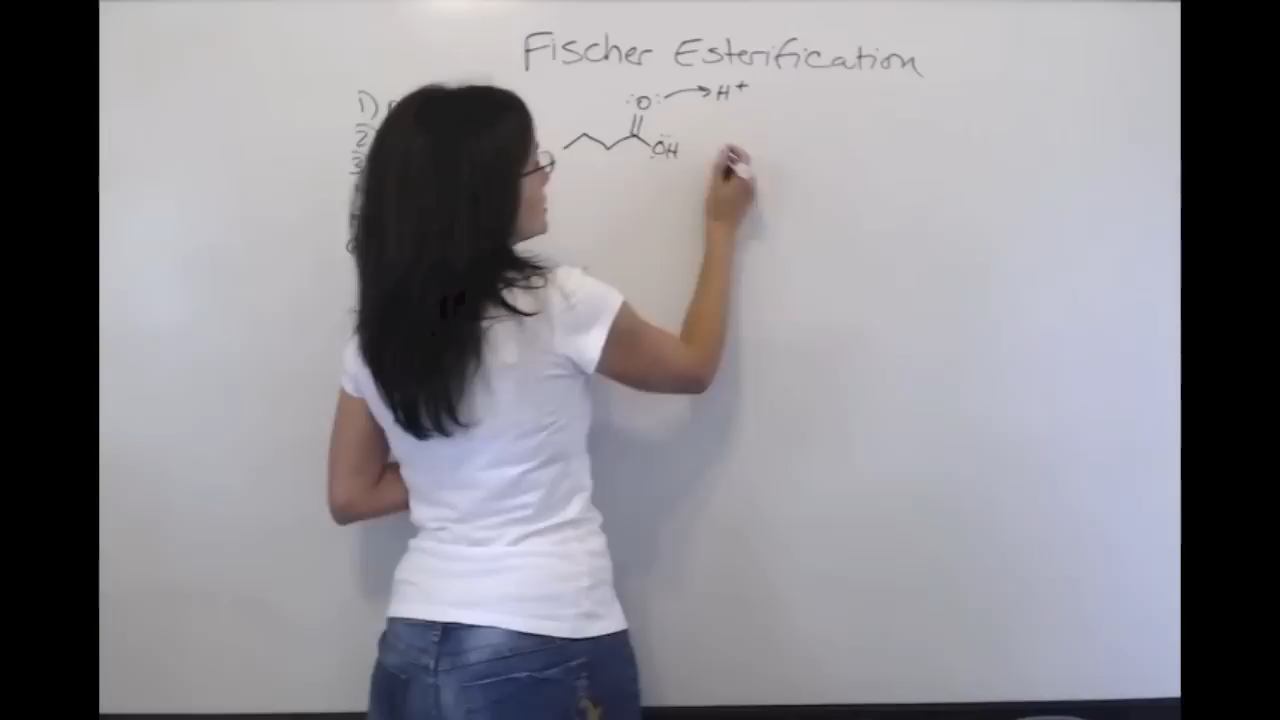 Fischer Esterification
1)
2)
3)
:O: → H+
OH